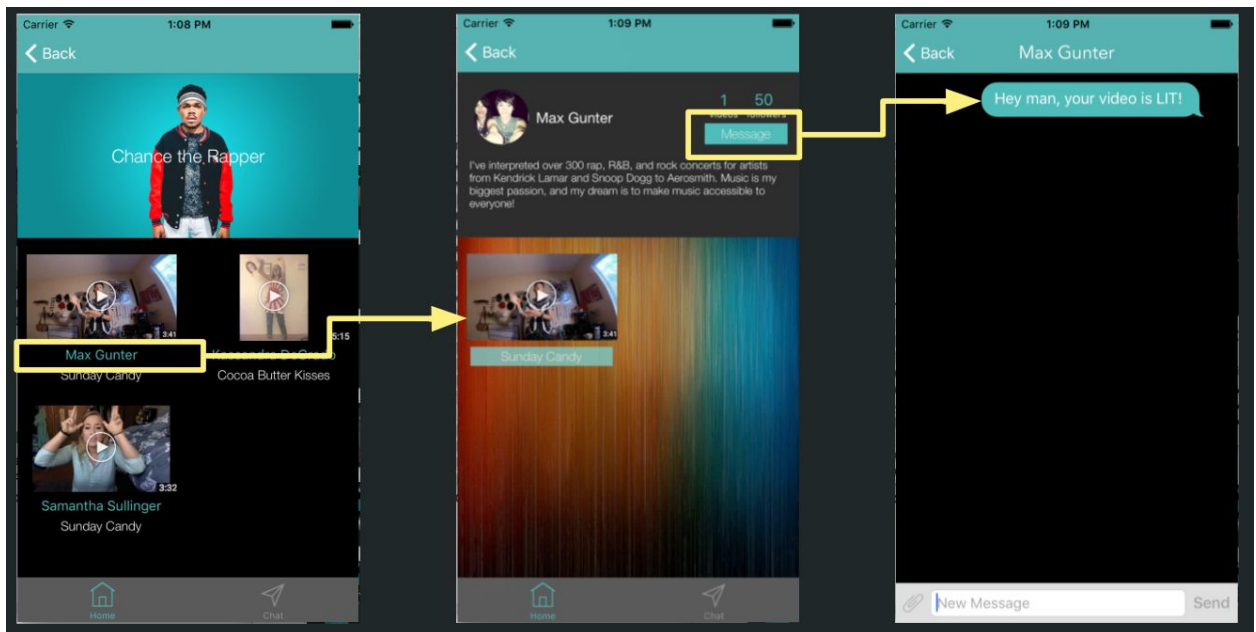 Carrier 1:08 PM
Back
Chance the Rapper
3:41
5:15
Max Gunter
Kassandra DeGrado
Sunday Candy
Cocoa Butter Kisses
3:32
Samantha Sullinger
Sunday Candy
Home
Chat
Carrier 1:09 PM
Back
1 50
videos followers
Max Gunter
Message
I've interpreted over 300 rap, R&B, and rock concerts for artists
from Kendrick Lamar and Snoop Dogg to Aerosmith. Music is my
biggest passion, and my dream is to make music accessible to
everyone!
3:41
Sunday Candy
Home
Chat
Carrier 1:09 PM
Back Max Gunter
Hey man, your video is LIT!
New Message
Send